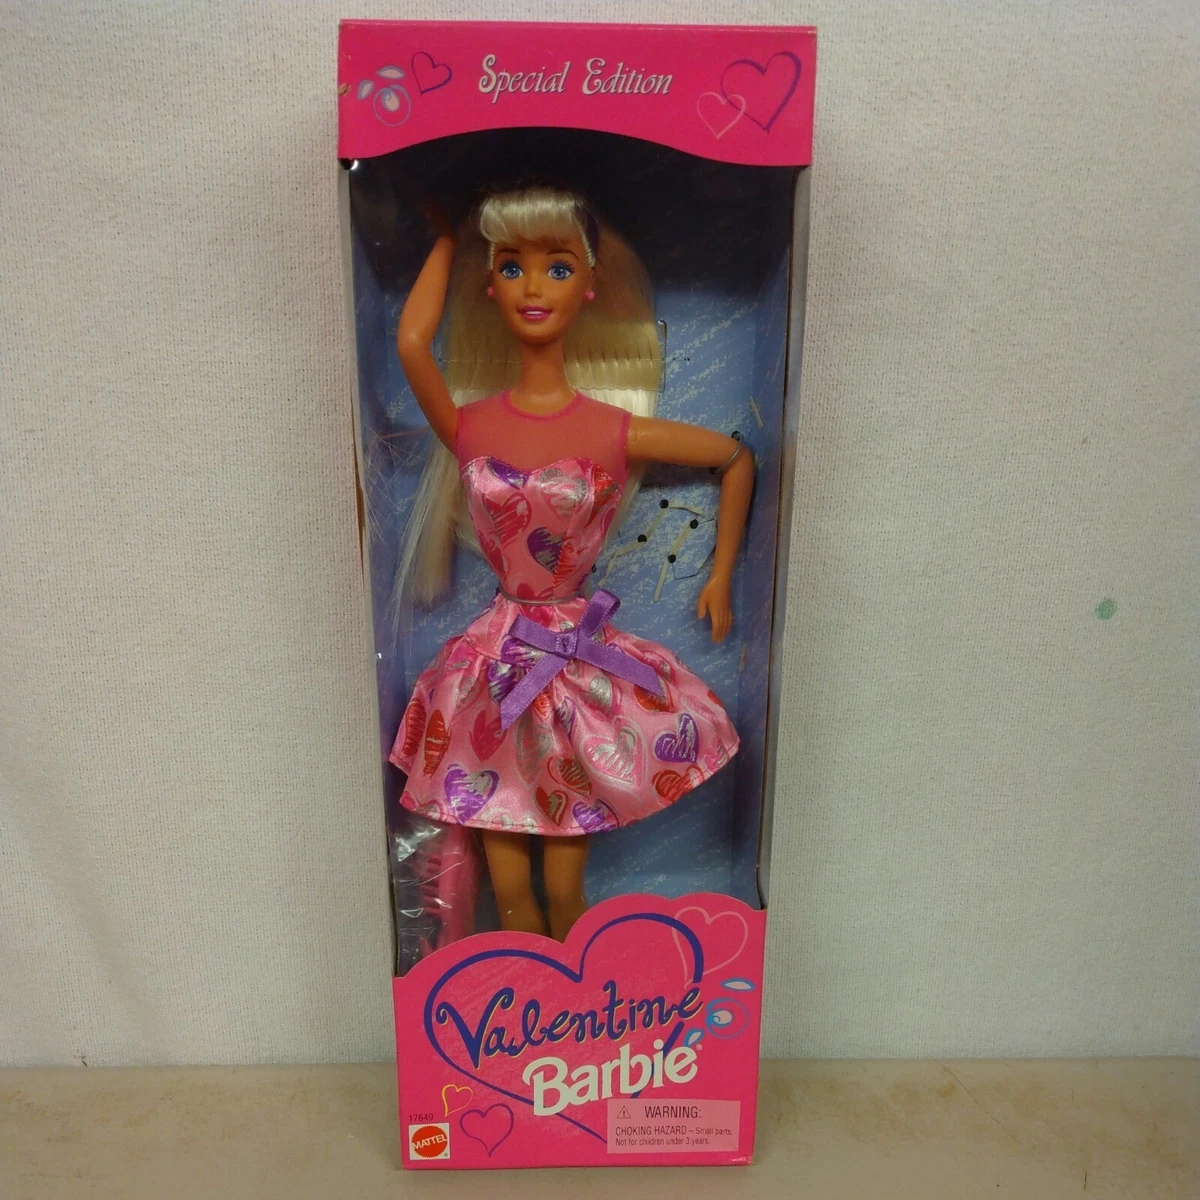 Special Edition
Valentine
Barbie®
17649
MATTEL
®
⚠ WARNING:
CHOKING HAZARD – Small parts.
Not for children under 3 years.